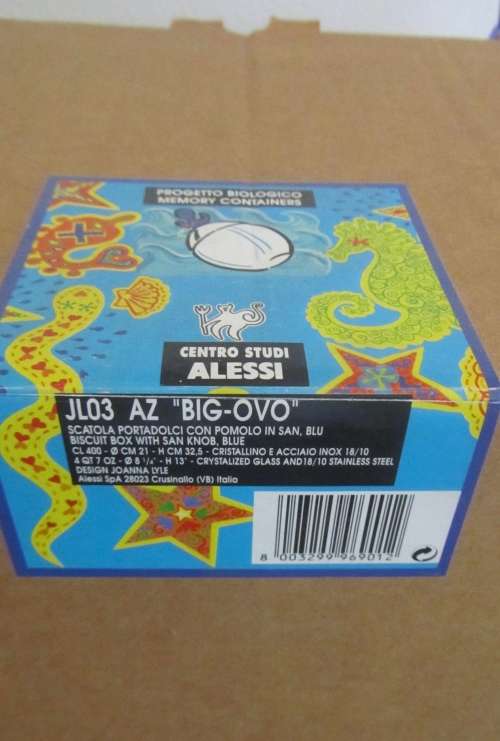 PROGETTO BIOLOGICO
MEMORY CONTAINERS
CENTRO STUDI
ALESSI
JL03 AZ "BIG-OVO"
SCATOLA PORTADOLCI CON POMOLO IN SAN, BLU
BISCUIT BOX WITH SAN KNOB, BLUE
CL 400 - Ø CM 21 - H CM 32,5 - CRISTALLINO E ACCIAIO INOX 18/10
4 QT 7 OZ - Ø 8 1/4" - H 13" - CRYSTALIZED GLASS AND 18/10 STAINLESS STEEL
DESIGN JOANNA LYLE
Alessi SpA 28023 Crusinallo (VB) Italia
8 003299 969012